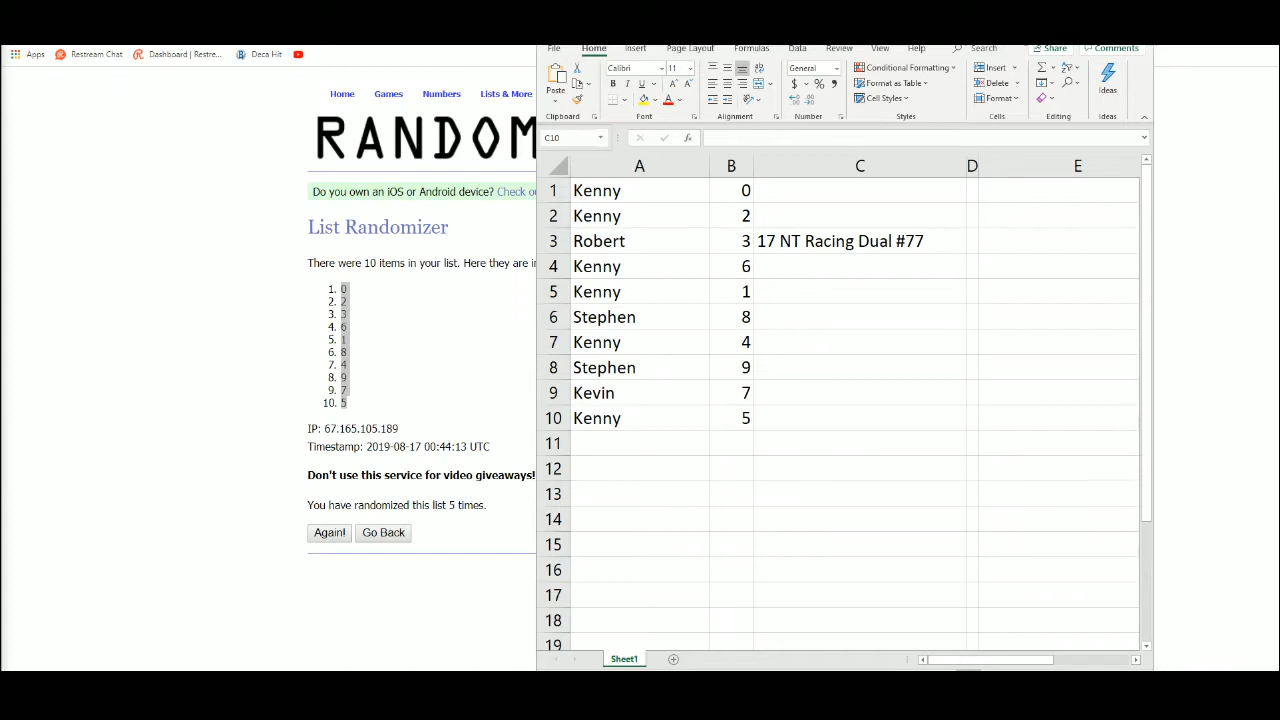 Apps Restream Chat Dashboard | Restre... Deca Hit
Home Games Numbers Lists & More
RANDOM
Do you own an iOS or Android device? Check ou
List Randomizer
There were 10 items in your list. Here they are in
1. 0
2. 2
3. 3
4. 6
5. 1
6. 8
7. 4
8. 9
9. 7
10. 5
IP: 67.165.105.189
Timestamp: 2019-08-17 00:44:13 UTC
Don't use this service for video giveaways!
You have randomized this list 5 times.
Again! Go Back
File Home Insert Page Layout Formulas Data Review View Help Search Share Comments
Paste
Calibri 11
B I U
General
$ % 9
Conditional Formatting
Format as Table
Cell Styles
Insert
Delete
Format
Ideas
Clipboard Font Alignment Number Styles Cells Editing Ideas
C10 fx
A B C D E
1 Kenny 0
2 Kenny 2
3 Robert 3 17 NT Racing Dual #77
4 Kenny 6
5 Kenny 1
6 Stephen 8
7 Kenny 4
8 Stephen 9
9 Kevin 7
10 Kenny 5
11
12
13
14
15
16
17
18
19
Sheet1